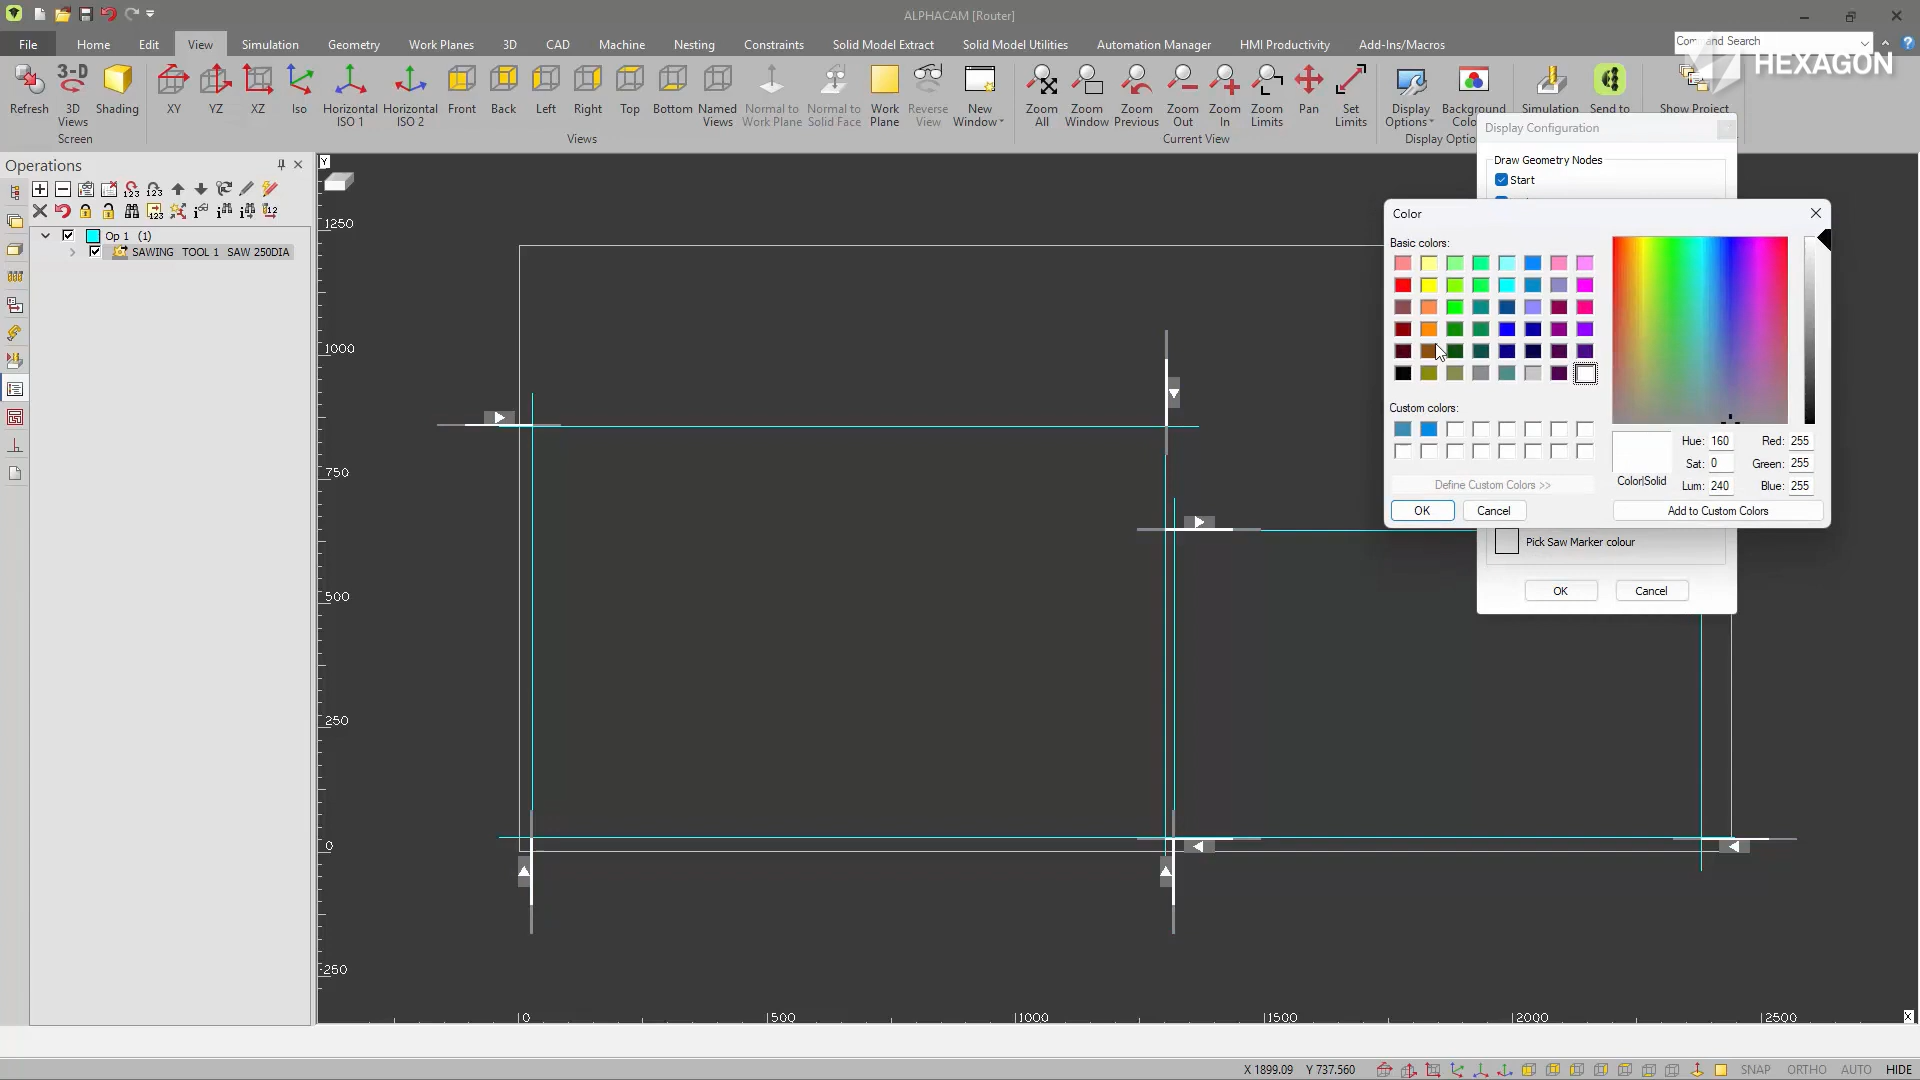 ALPHACAM [Router]
File Home Edit View Simulation Geometry Work Planes 3D CAD Machine Nesting Constraints Solid Model Extract Solid Model Utilities Automation Manager HMI Productivity Add-Ins/Macros
Command Search
HEXAGON
Refresh 3D Views Shading XY YZ XZ Iso Horizontal ISO 1 Horizontal ISO 2 Front Back Left Right Top Bottom Named Views Normal to Work Plane Normal to Solid Face Work Plane Reverse View New Window Zoom All Zoom Window Zoom Previous Zoom Out Zoom In Zoom Limits Pan Set Limits Display Options Background Color Simulation Send to Show Project
Screen Views Current View Display Optio
Operations
Op 1 (1)
SAWING TOOL 1 SAW 250DIA
Y
1250
1000
750
500
250
0
-250
0 500 1000 1500 2000 2500
X
Display Configuration
Draw Geometry Nodes
Start
Color
Basic colors:
Custom colors:
Define Custom Colors >>
OK Cancel
Color|Solid
Hue: 160 Red: 255
Sat: 0 Green: 255
Lum: 240 Blue: 255
Add to Custom Colors
Pick Saw Marker colour
OK Cancel
X 1899.09 Y 737.560 SNAP ORTHO AUTO HIDE